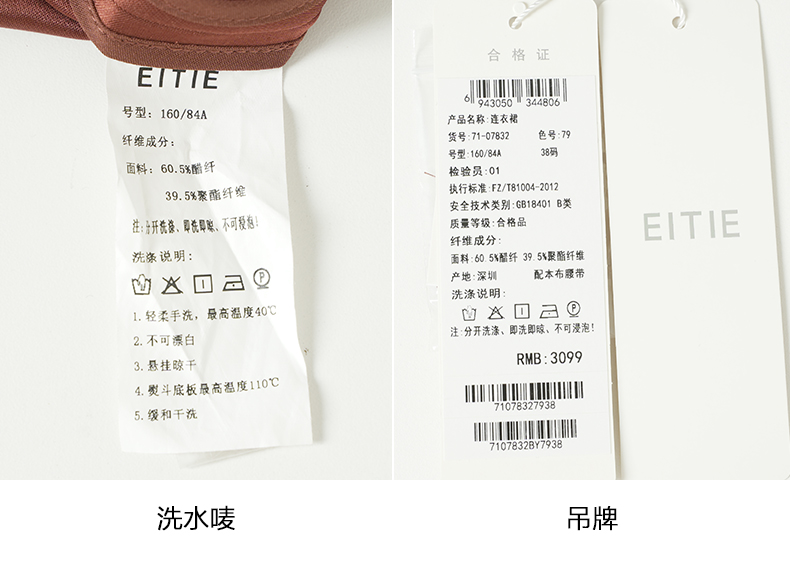 EITIE
号型: 160/84A
纤维成分:
面料: 60.5%醋纤
39.5%聚酯纤维
注:分开洗涤、即洗即晾、不可浸泡!
洗涤说明:
1.轻柔手洗，最高温度40℃
2.不可漂白
3.悬挂晾干
4.熨斗底板最高温度110℃
5.缓和干洗
洗水唛
合格证
6 943050 344806
产品名称:连衣裙
货号:71-07832 色号:79
号型:160/84A 38码
检验员:01
执行标准:FZ/T81004-2012
安全技术类别:GB18401 B类
质量等级:合格品
纤维成分:
面料:60.5%醋纤 39.5%聚酯纤维
产地:深圳 配本布腰带
洗涤说明:
注:分开洗涤、即洗即晾、不可浸泡!
RMB:3099
71078327938
7107832BY7938
EITIE
吊牌